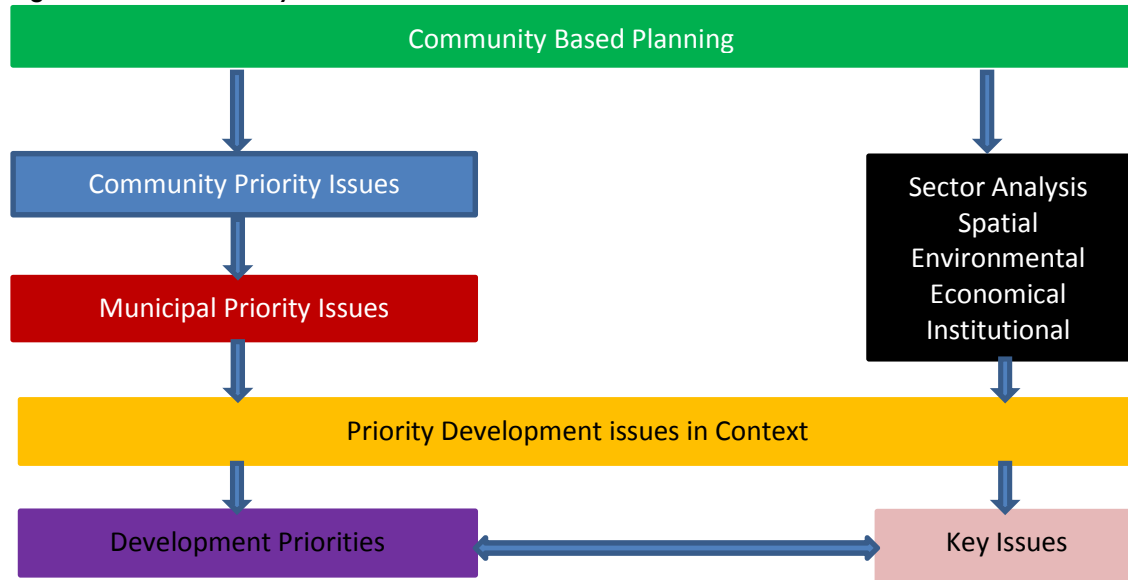 Community Based Planning
Community Priority Issues
Sector Analysis
Spatial
Environmental
Economical
Institutional
Municipal Priority Issues
Priority Development issues in Context
Development Priorities
Key Issues